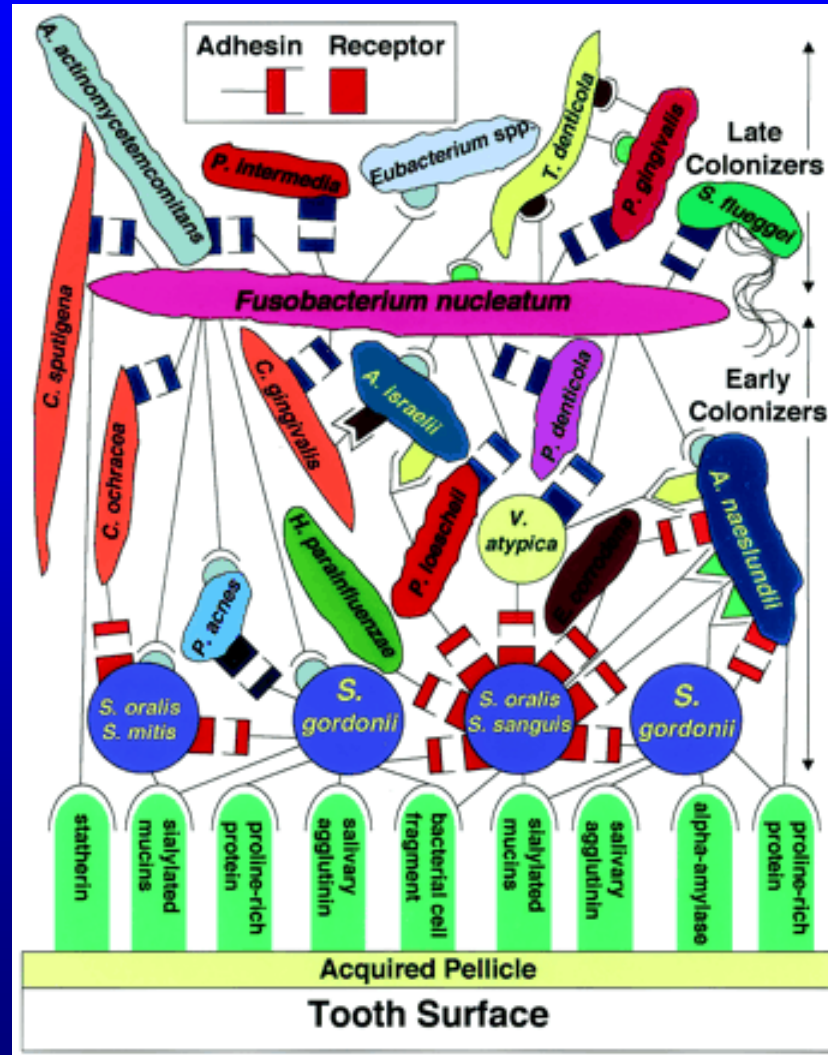 A. actinomycetemcomitans
Adhesin Receptor
P. intermedia
Eubacterium spp.
T. denticola
P. gingivalis
Late
Colonizers
S. flueggei
C. sputigena
Fusobacterium nucleatum
Early
Colonizers
C. ochracea
C. gingivalis
A. israelii
P. denticola
P. acnes
H. parainfluenzae
P. loescheii
V.
atypica
E. corrodens
A. naeslundii
S. oralis
S. mitis
S.
gordonii
S. oralis
S. sanguis
S.
gordonii
statherin
sialylated
mucins
proline-rich
protein
salivary
agglutinin
bacterial cell
fragment
sialylated
mucins
salivary
agglutinin
alpha-amylase
proline-rich
protein
Acquired Pellicle
Tooth Surface